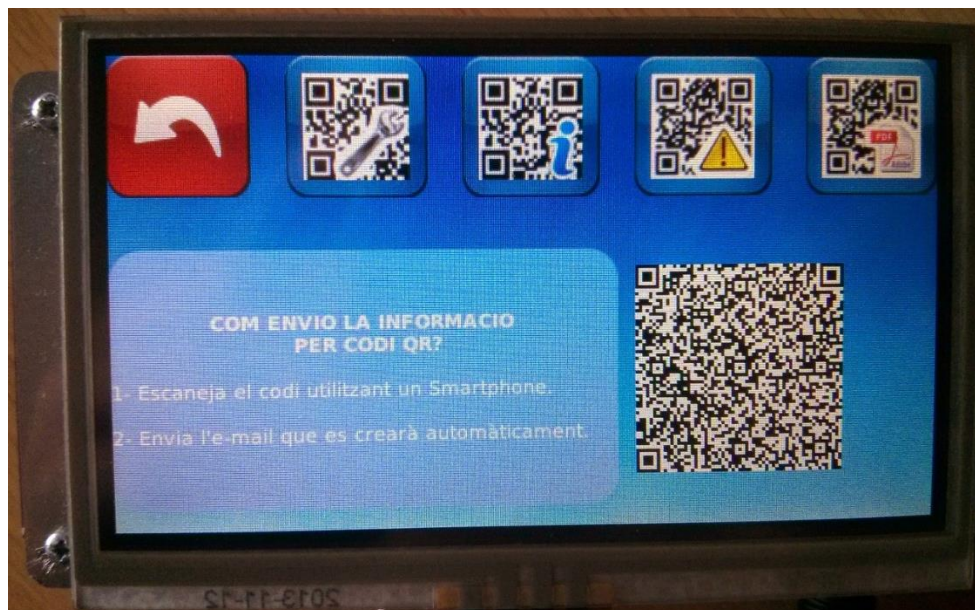 PDF
Adobe
COM ENVIO LA INFORMACIO
PER CODI QR?
1- Escaneja el codi utilitzant un Smartphone.
2- Envia l'e-mail que es crearà automàticament.
2013-11-12